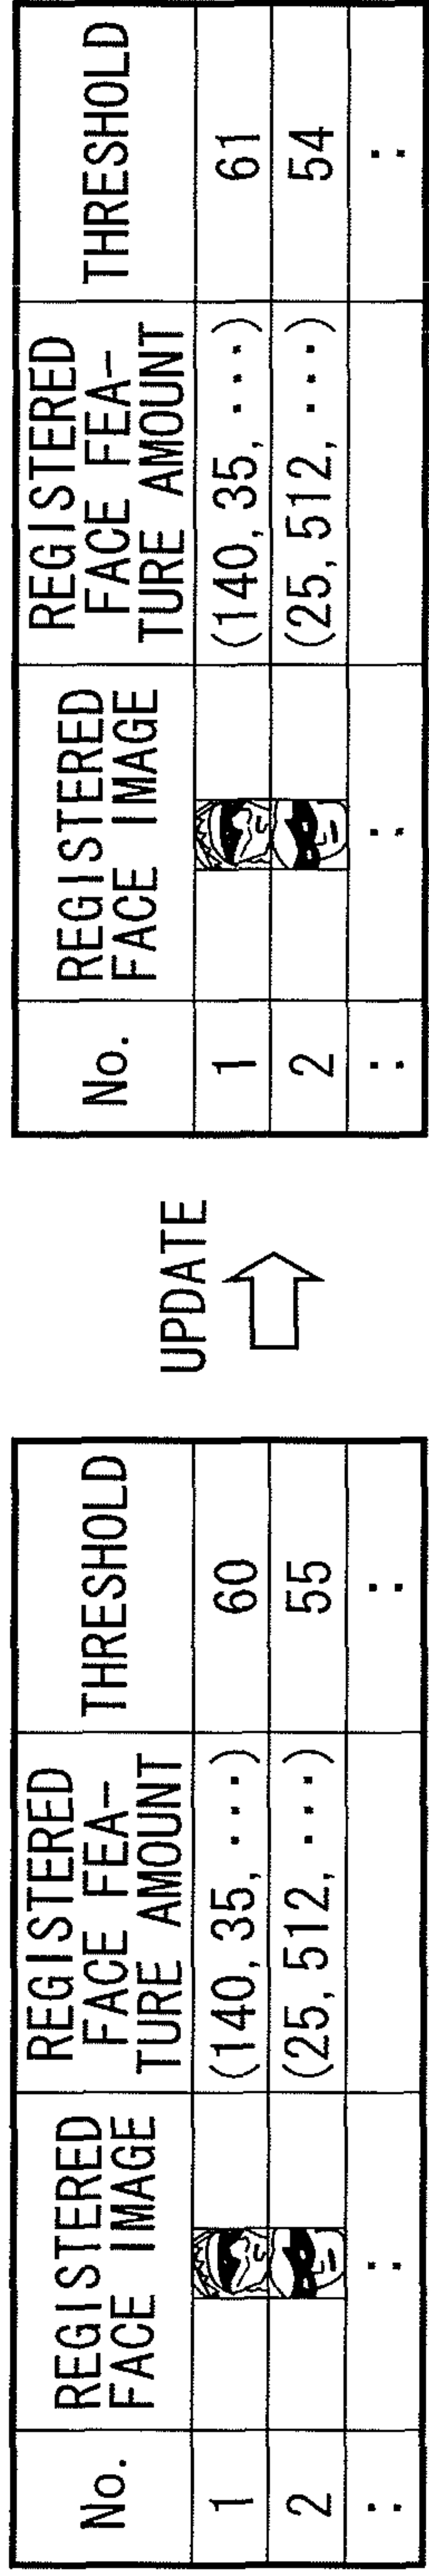 No.
REGISTERED
FACE IMAGE
REGISTERED
FACE FEA-
TURE AMOUNT
THRESHOLD
1
(140, 35, ···)
60
2
(25, 512, ···)
55
:
:
:
UPDATE
No.
REGISTERED
FACE IMAGE
REGISTERED
FACE FEA-
TURE AMOUNT
THRESHOLD
1
(140, 35, ···)
61
2
(25, 512, ···)
54
:
:
: